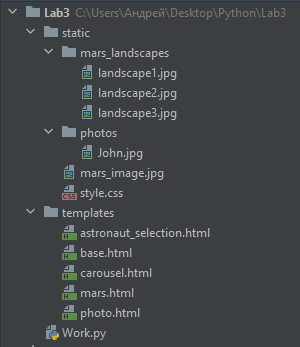 Lab3 C:\Users\Андрей\Desktop\Python\Lab3
static
mars_landscapes
landscape1.jpg
landscape2.jpg
landscape3.jpg
photos
John.jpg
mars_image.jpg
style.css
templates
astronaut_selection.html
base.html
carousel.html
mars.html
photo.html
Work.py